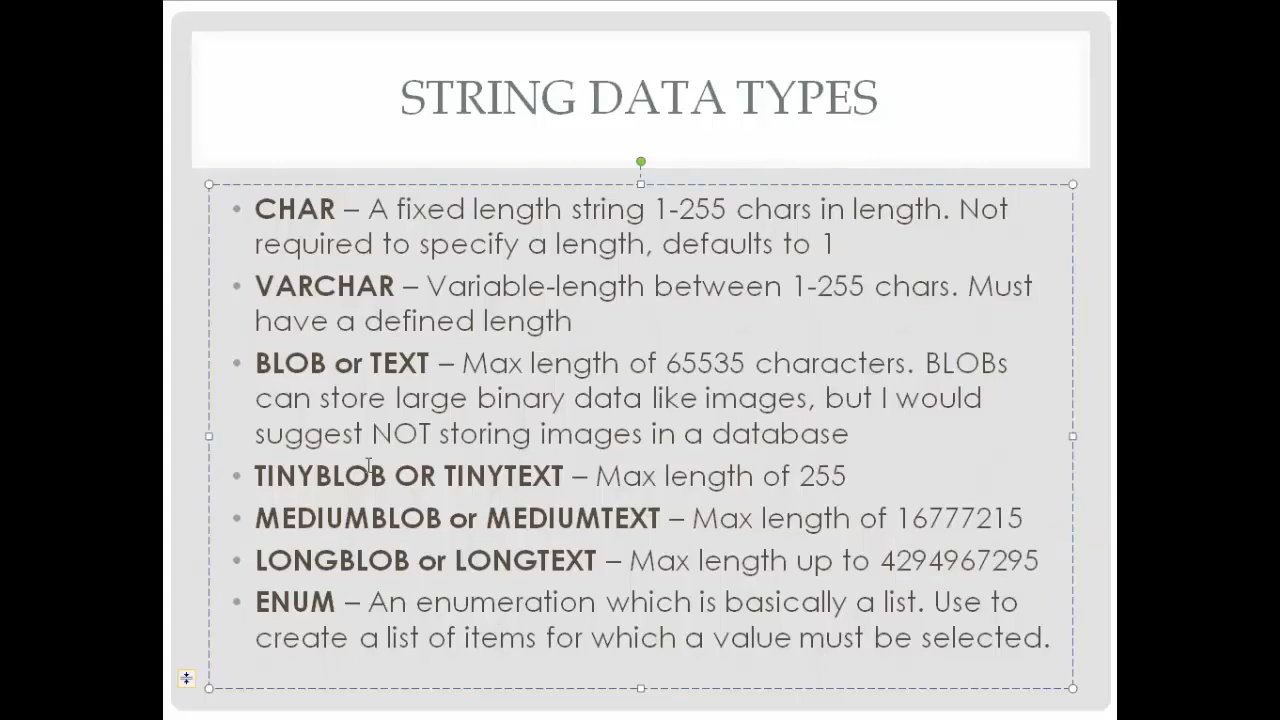 STRING DATA TYPES
• CHAR – A fixed length string 1-255 chars in length. Not
required to specify a length, defaults to 1
• VARCHAR – Variable-length between 1-255 chars. Must
have a defined length
• BLOB or TEXT – Max length of 65535 characters. BLOBs
can store large binary data like images, but I would
suggest NOT storing images in a database
• TINYBLOB OR TINYTEXT – Max length of 255
• MEDIUMBLOB or MEDIUMTEXT – Max length of 16777215
• LONGBLOB or LONGTEXT – Max length up to 4294967295
• ENUM – An enumeration which is basically a list. Use to
create a list of items for which a value must be selected.